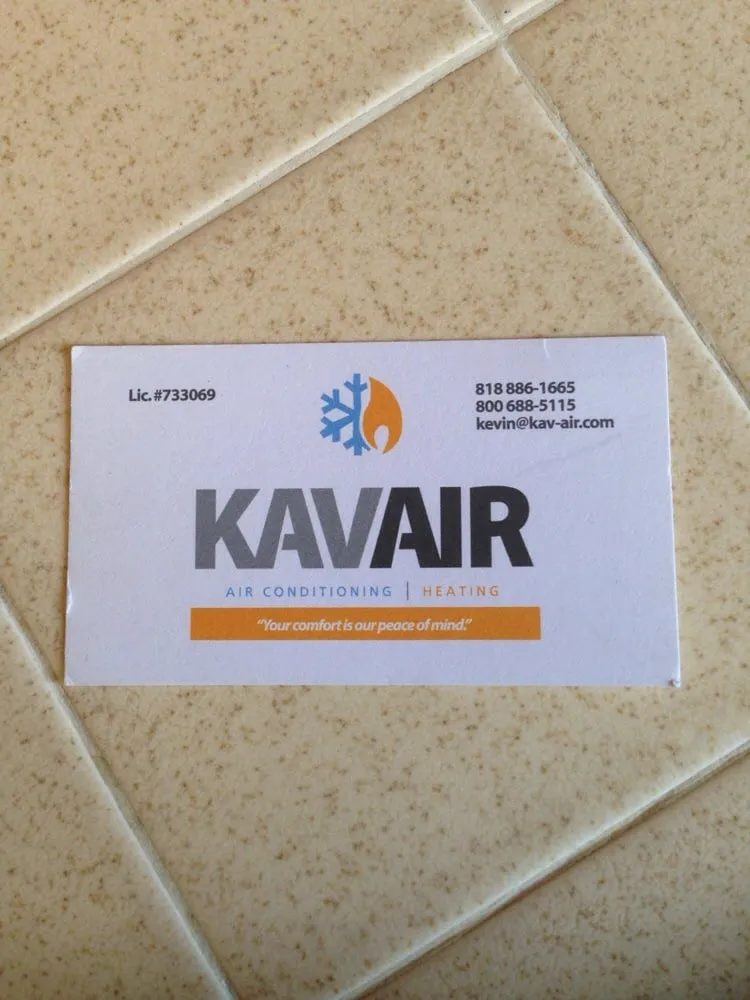 Lic. #733069
818 886-1665
800 688-5115
kevin@kav-air.com
KAVAIR
AIR CONDITIONING | HEATING
"Your comfort is our peace of mind."